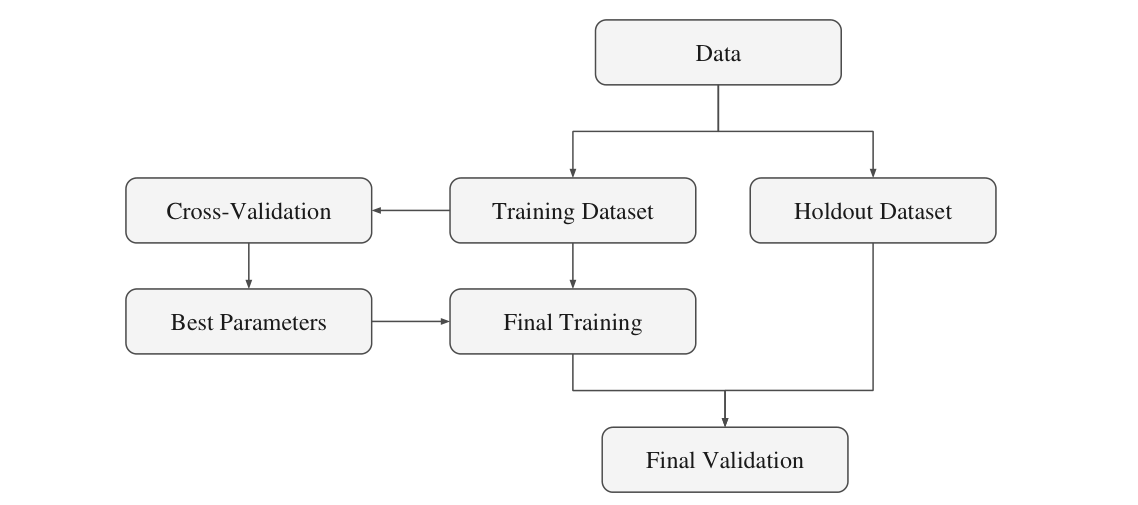 Data
Cross-Validation
Training Dataset
Holdout Dataset
Best Parameters
Final Training
Final Validation